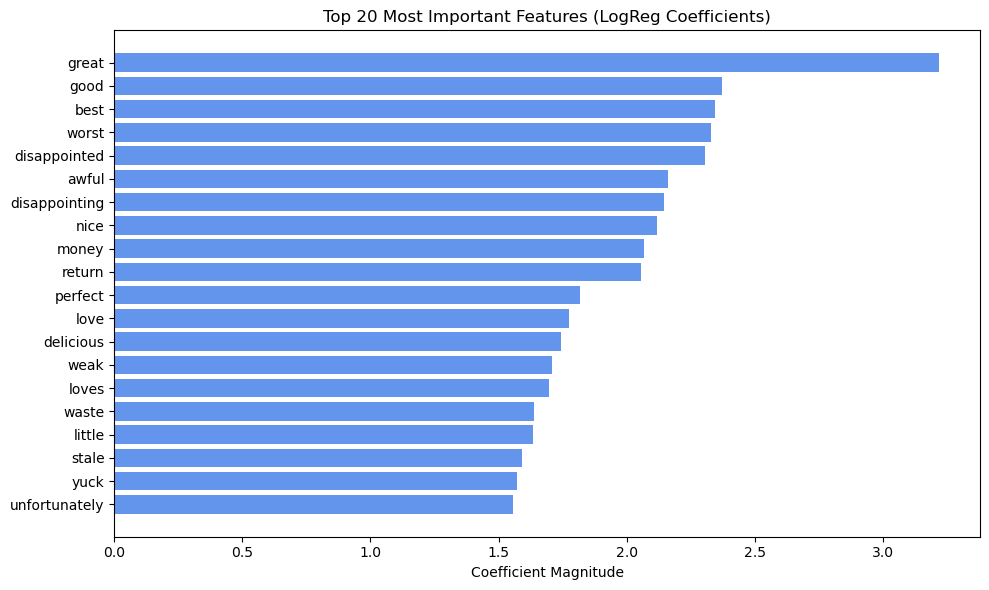 Top 20 Most Important Features (LogReg Coefficients)
great
good
best
worst
disappointed
awful
disappointing
nice
money
return
perfect
love
delicious
weak
loves
waste
little
stale
yuck
unfortunately
0.0 0.5 1.0 1.5 2.0 2.5 3.0
Coefficient Magnitude